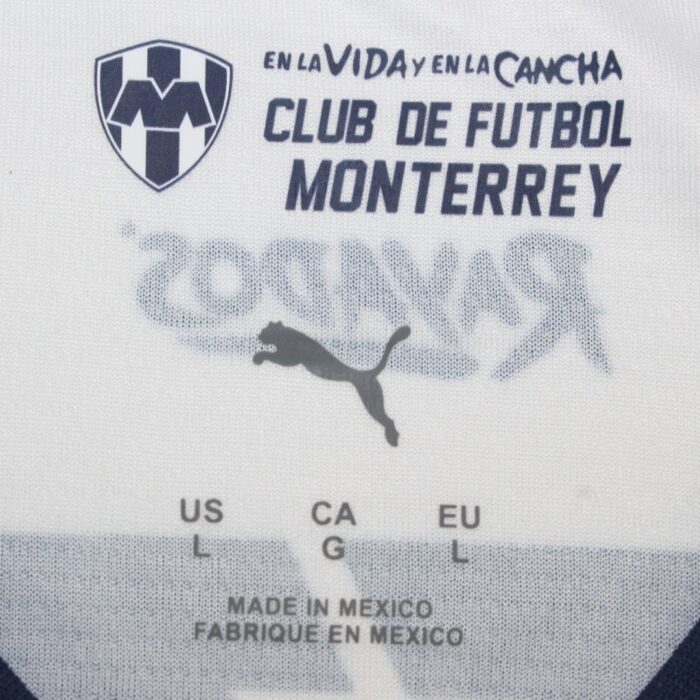 M
EN LA VIDA Y EN LA CANCHA
CLUB DE FUTBOL
MONTERREY
RAYADOS
US CA EU
L G L
MADE IN MEXICO
FABRIQUE EN MEXICO